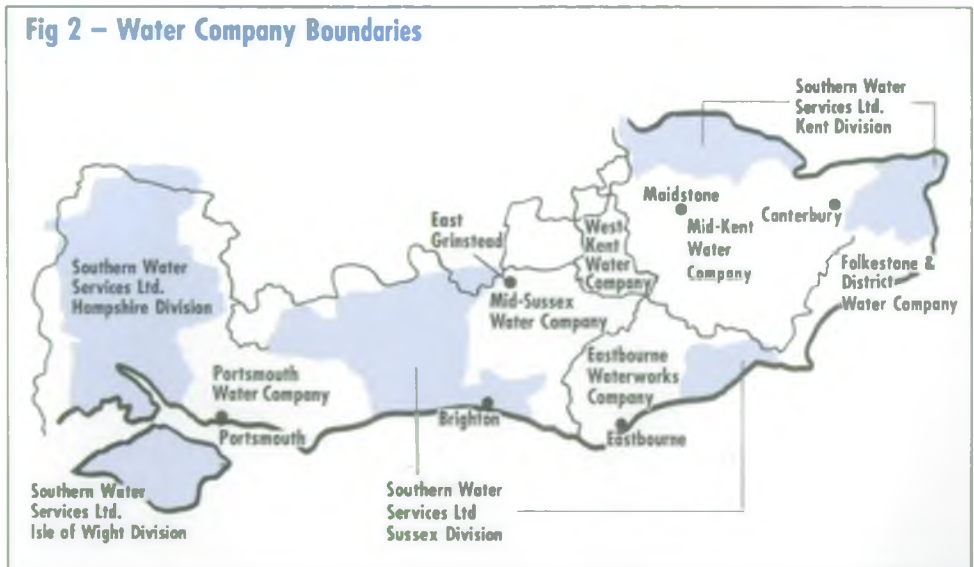 Fig 2 – Water Company Boundaries
Southern Water
Services Ltd.
Kent Division
Maidstone
Canterbury
Mid-Kent
Water
Company
East
Grinstead
West
Kent
Water
Company
Southern Water
Services Ltd.
Hampshire Division
Mid-Sussex
Water Company
Folkestone &
District
Water Company
Portsmouth
Water Company
Eastbourne
Waterworks
Company
Portsmouth
Brighton
Eastbourne
Southern Water
Services Ltd.
Isle of Wight Division
Southern Water
Services Ltd
Sussex Division